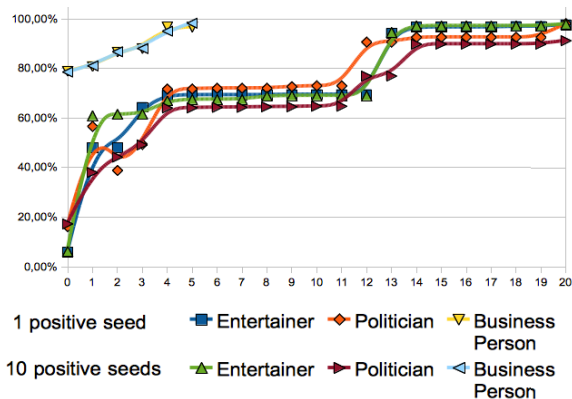 100,00%
80,00%
60,00%
40,00%
20,00%
0,00%
0 1 2 3 4 5 6 7 8 9 10 11 12 13 14 15 16 17 18 19 20
1 positive seed Entertainer Politician Business
Person
10 positive seeds Entertainer Politician Business
Person